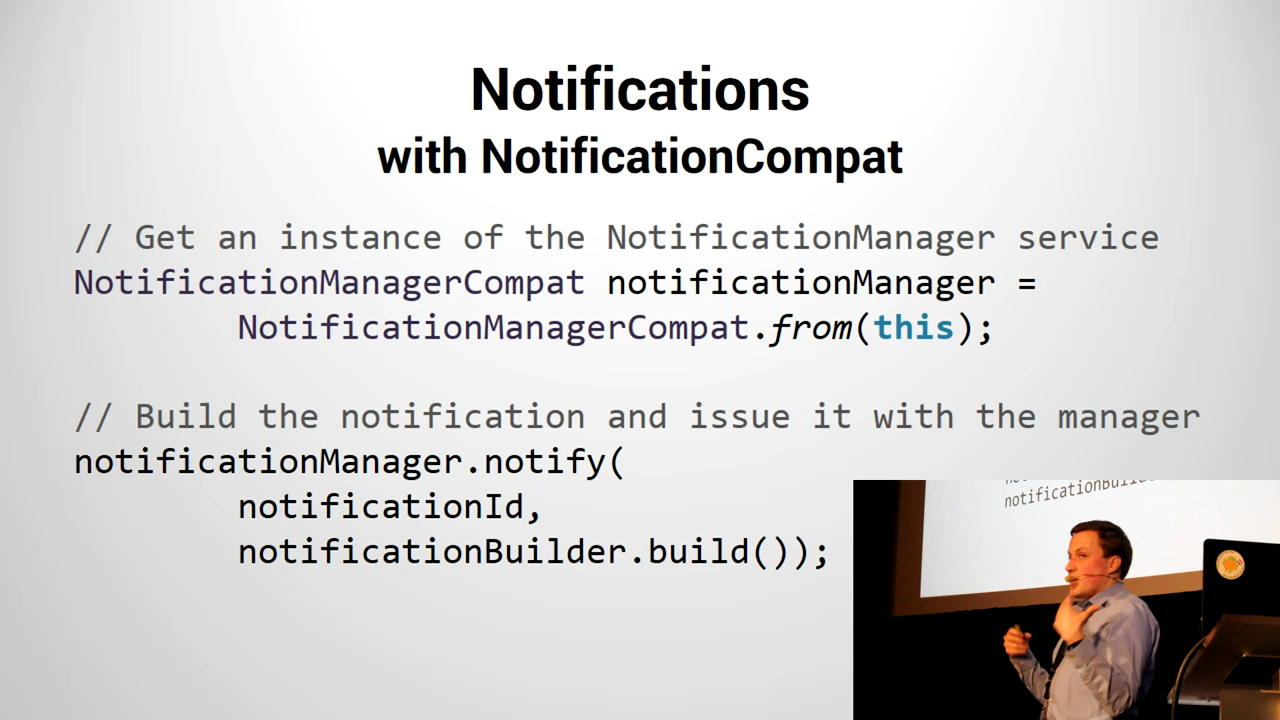 Notifications
with NotificationCompat
// Get an instance of the NotificationManager service
NotificationManagerCompat notificationManager =
NotificationManagerCompat.from(this);
// Build the notification and issue it with the manager
notificationManager.notify(
notificationId,
notificationBuilder.build());